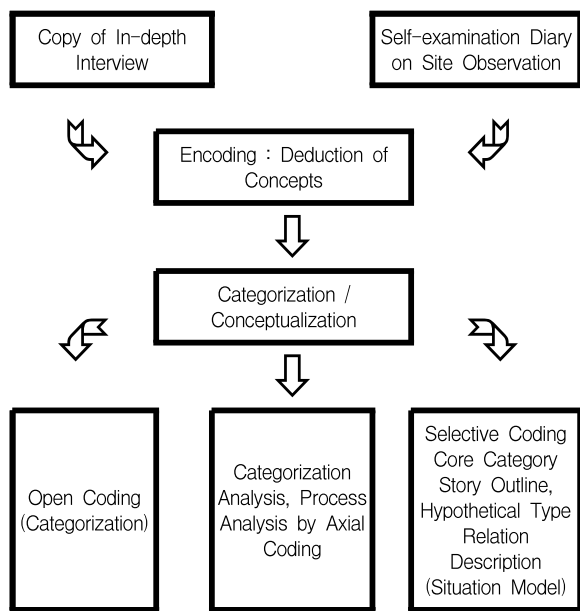 Copy of In-depth
Interview
Self-examination Diary
on Site Observation
Encoding : Deduction of
Concepts
Categorization /
Conceptualization
Open Coding
(Categorization)
Categorization
Analysis, Process
Analysis by Axial
Coding
Selective Coding
Core Category
Story Outline,
Hypothetical Type
Relation
Description
(Situation Model)